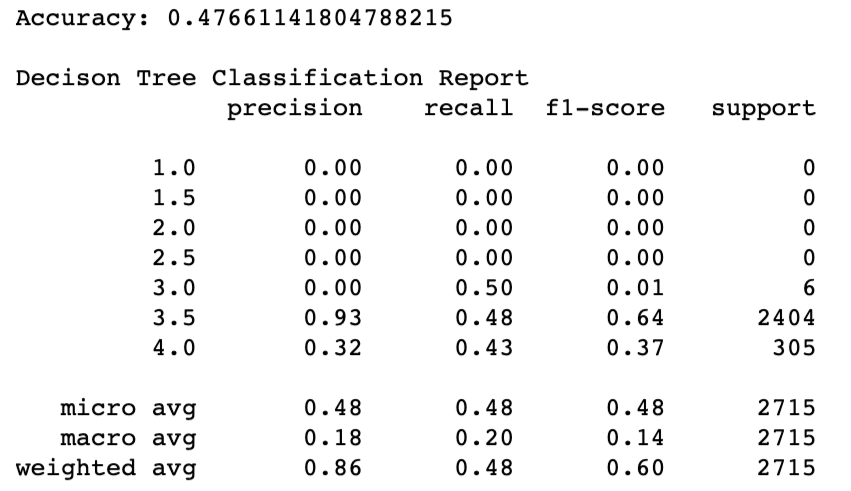 Accuracy: 0.47661141804788215
Decison Tree Classification Report
precision recall f1-score support
1.0 0.00 0.00 0.00 0
1.5 0.00 0.00 0.00 0
2.0 0.00 0.00 0.00 0
2.5 0.00 0.00 0.00 0
3.0 0.00 0.50 0.01 6
3.5 0.93 0.48 0.64 2404
4.0 0.32 0.43 0.37 305
micro avg 0.48 0.48 0.48 2715
macro avg 0.18 0.20 0.14 2715
weighted avg 0.86 0.48 0.60 2715